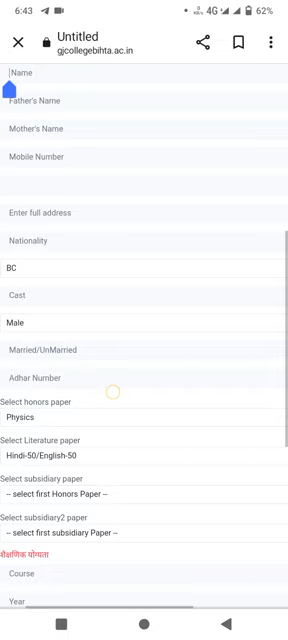 6:43
0
KB/s
4G
62%
Untitled
gjcollegebihta.ac.in
Name
Father's Name
Mother's Name
Mobile Number
Enter full address
Nationality
BC
Cast
Male
Married/UnMarried
Adhar Number
Select honors paper
Physics
Select Literature paper
Hindi-50/English-50
Select subsidiary paper
-- select first Honors Paper --
Select subsidiary2 paper
-- select first subsidiary Paper --
शैक्षणिक योग्यता
Course
Year